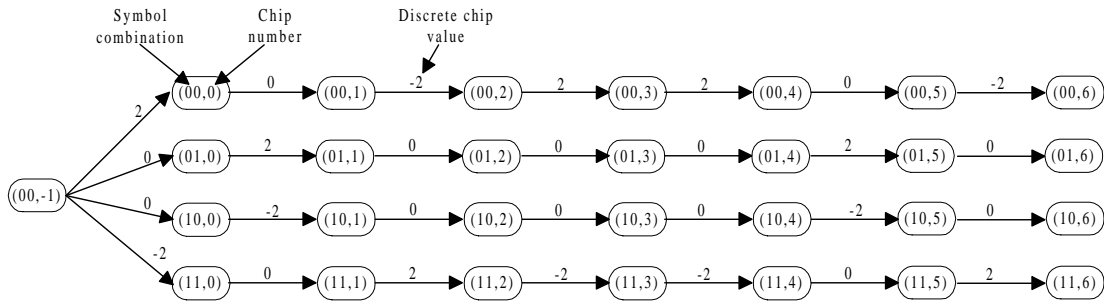 Symbol combination
Chip number
Discrete chip value
(00,0) 0 (00,1) -2 (00,2) 2 (00,3) 2 (00,4) 0 (00,5) -2 (00,6)
2
(01,0) 2 (01,1) 0 (01,2) 0 (01,3) 0 (01,4) 2 (01,5) 0 (01,6)
0
(00,-1)
0
(10,0) -2 (10,1) 0 (10,2) 0 (10,3) 0 (10,4) -2 (10,5) 0 (10,6)
-2
(11,0) 0 (11,1) 2 (11,2) -2 (11,3) -2 (11,4) 0 (11,5) 2 (11,6)